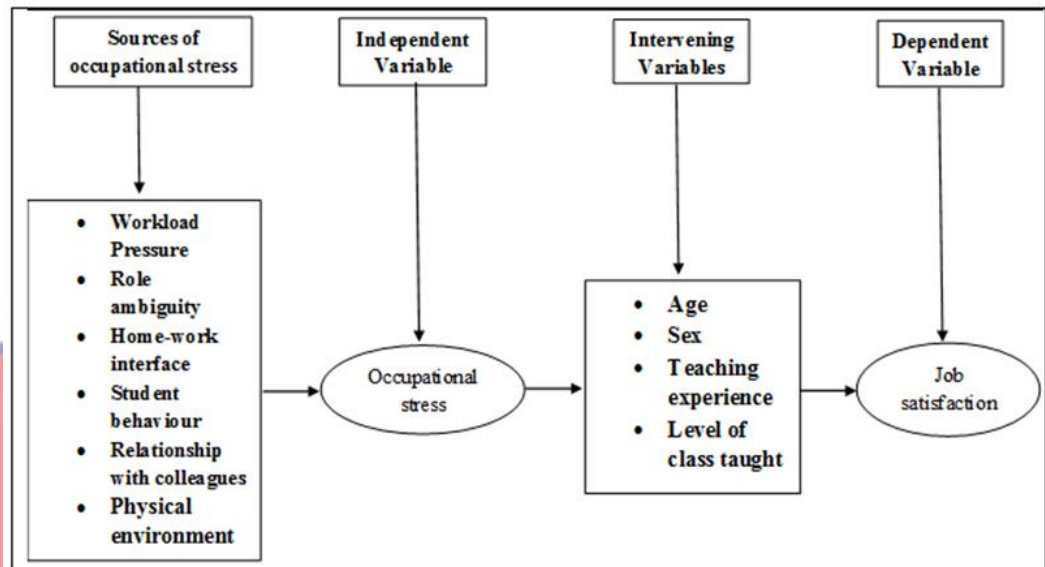 Sources of
occupational stress
Independent
Variable
Intervening
Variables
Dependent
Variable
• Workload
Pressure
• Role
ambiguity
• Home-work
interface
• Student
behaviour
• Relationship
with colleagues
• Physical
environment
Occupational
stress
• Age
• Sex
• Teaching
experience
• Level of
class taught
Job
satisfaction